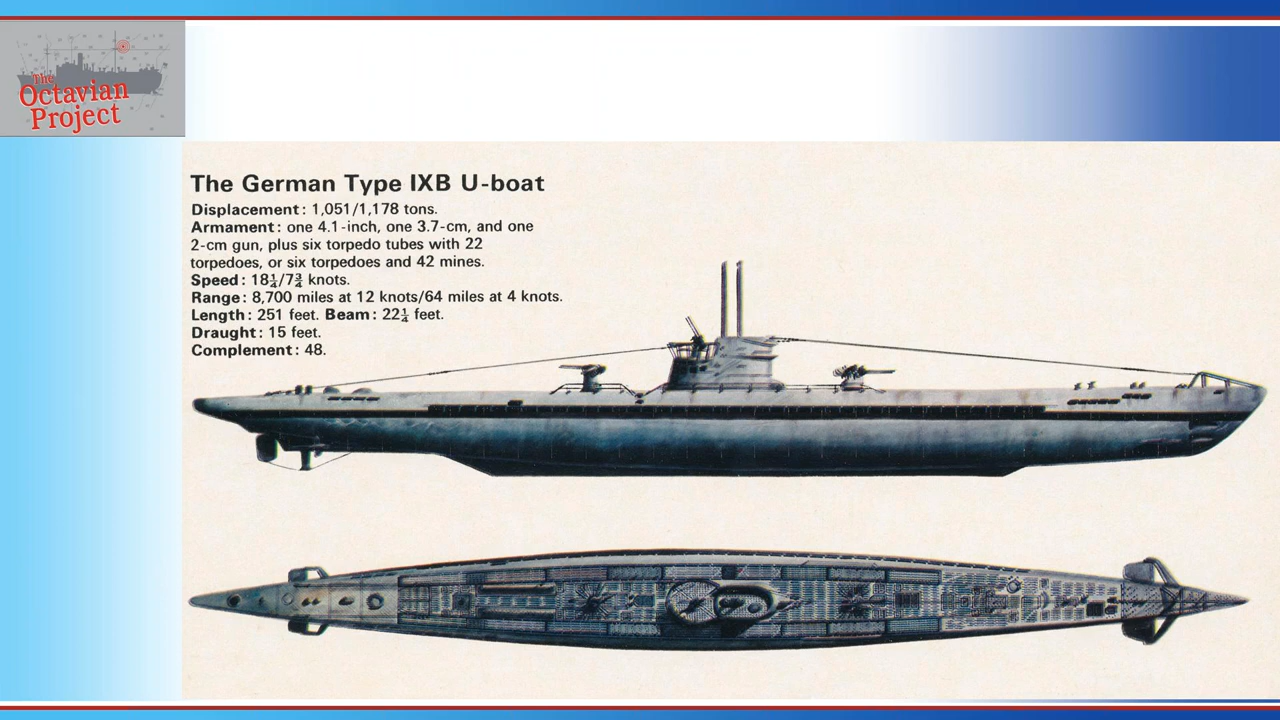 The
Octavian
Project
The German Type IXB U-boat
Displacement: 1,051/1,178 tons.
Armament: one 4.1-inch, one 3.7-cm, and one
2-cm gun, plus six torpedo tubes with 22
torpedoes, or six torpedoes and 42 mines.
Speed: 18¼/7¾ knots.
Range: 8,700 miles at 12 knots/64 miles at 4 knots.
Length: 251 feet. Beam: 22¼ feet.
Draught: 15 feet.
Complement: 48.